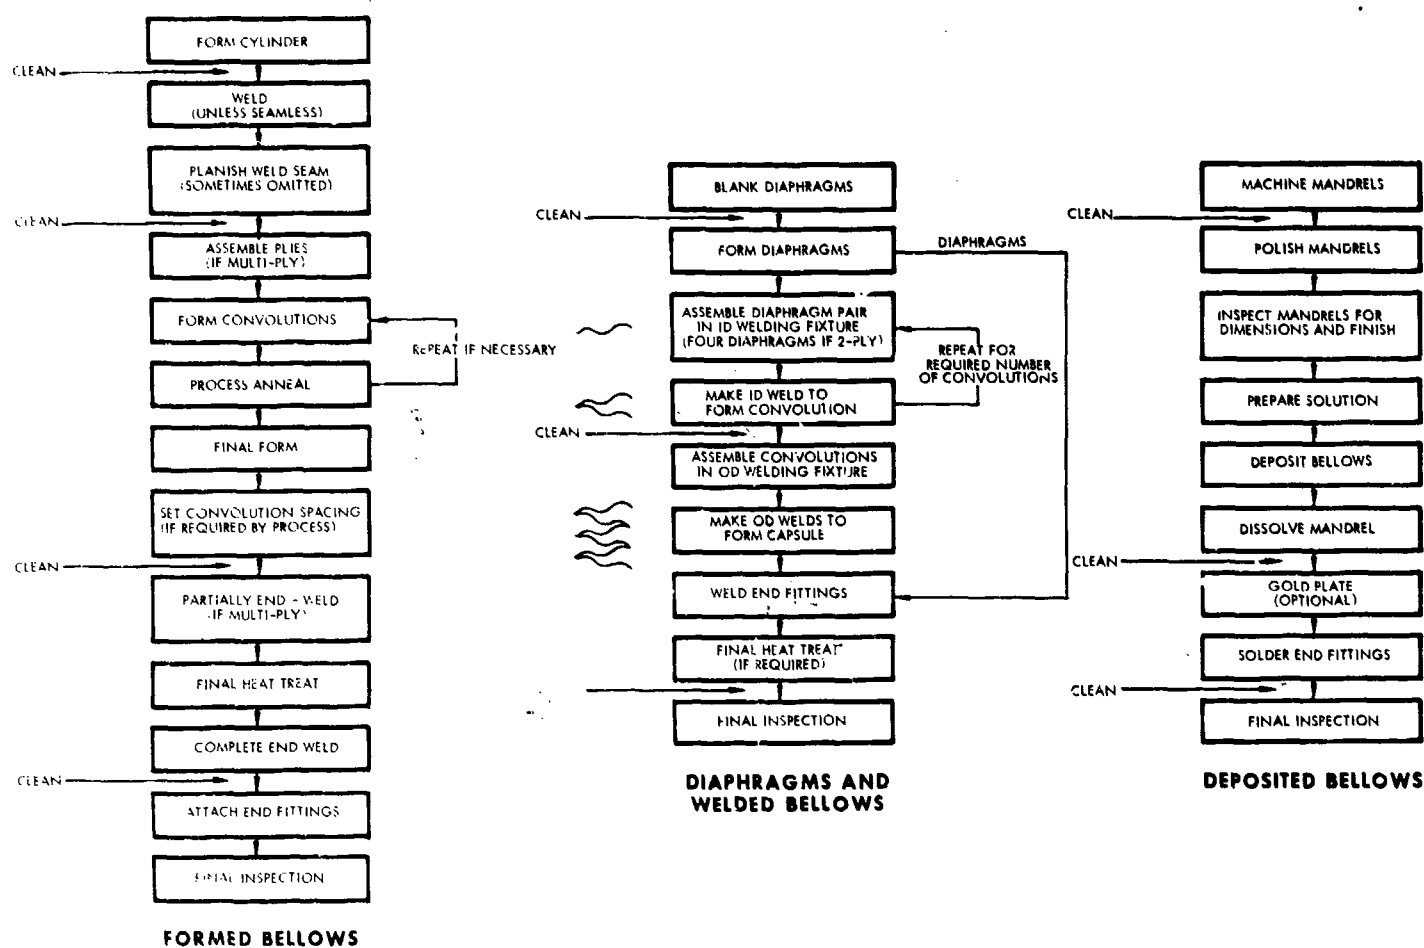 FORM CYLINDER
CLEAN
WELD
(UNLESS SEAMLESS)
PLANISH WELD SEAM
(SOMETIMES OMITTED)
CLEAN
ASSEMBLE PLIES
(IF MULTI-PLY)
FORM CONVOLUTIONS
REPEAT IF NECESSARY
PROCESS ANNEAL
FINAL FORM
SET CONVOLUTION SPACING
(IF REQUIRED BY PROCESS)
CLEAN
PARTIALLY END - WELD
(IF MULTI-PLY)
FINAL HEAT TREAT
COMPLETE END WELD
CLEAN
ATTACH END FITTINGS
FINAL INSPECTION
FORMED BELLOWS
BLANK DIAPHRAGMS
CLEAN
FORM DIAPHRAGMS
DIAPHRAGMS
ASSEMBLE DIAPHRAGM PAIR
IN ID WELDING FIXTURE
(FOUR DIAPHRAGMS IF 2-PLY)
REPEAT FOR
REQUIRED NUMBER
OF CONVOLUTIONS
MAKE ID WELD TO
FORM CONVOLUTION
CLEAN
ASSEMBLE CONVOLUTIONS
IN OD WELDING FIXTURE
MAKE OD WELDS TO
FORM CAPSULE
WELD END FITTINGS
FINAL HEAT TREAT
(IF REQUIRED)
FINAL INSPECTION
DIAPHRAGMS AND
WELDED BELLOWS
MACHINE MANDRELS
CLEAN
POLISH MANDRELS
INSPECT MANDRELS FOR
DIMENSIONS AND FINISH
PREPARE SOLUTION
DEPOSIT BELLOWS
DISSOLVE MANDREL
CLEAN
GOLD PLATE
(OPTIONAL)
SOLDER END FITTINGS
CLEAN
FINAL INSPECTION
DEPOSITED BELLOWS